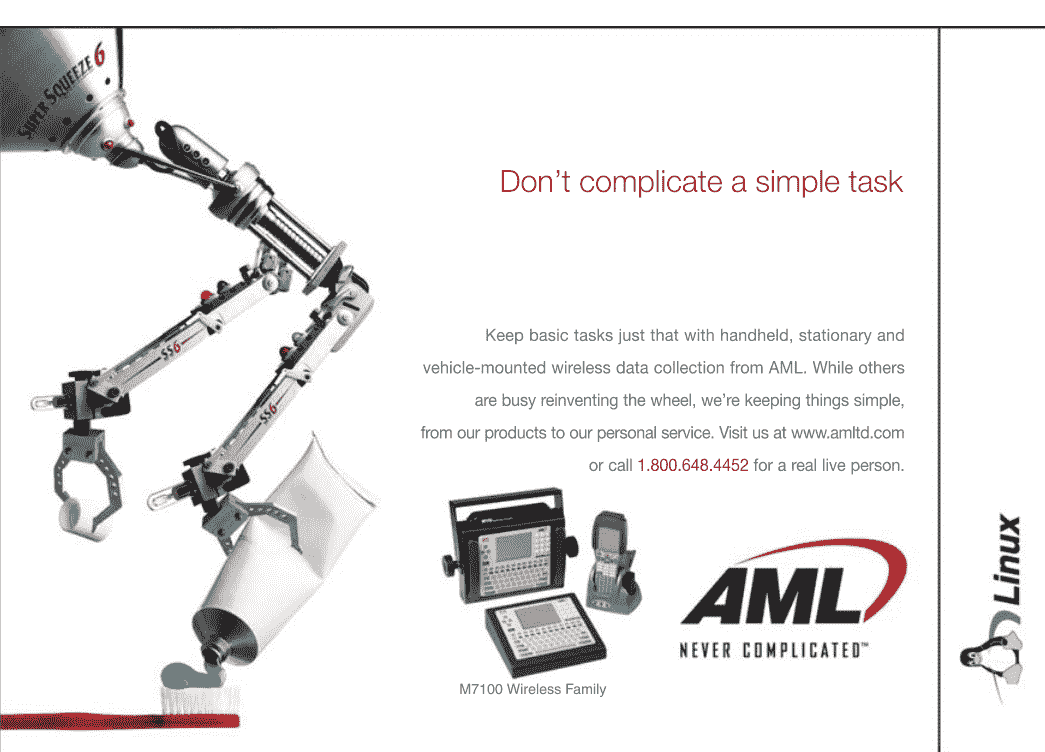 SUPER SQUEEZE 6
Don't complicate a simple task
SS6
SS6
Keep basic tasks just that with handheld, stationary and
vehicle-mounted wireless data collection from AML. While others
are busy reinventing the wheel, we're keeping things simple,
from our products to our personal service. Visit us at www.amltd.com
or call 1.800.648.4452 for a real live person.
AML
NEVER COMPLICATED™
M7100 Wireless Family
Linux